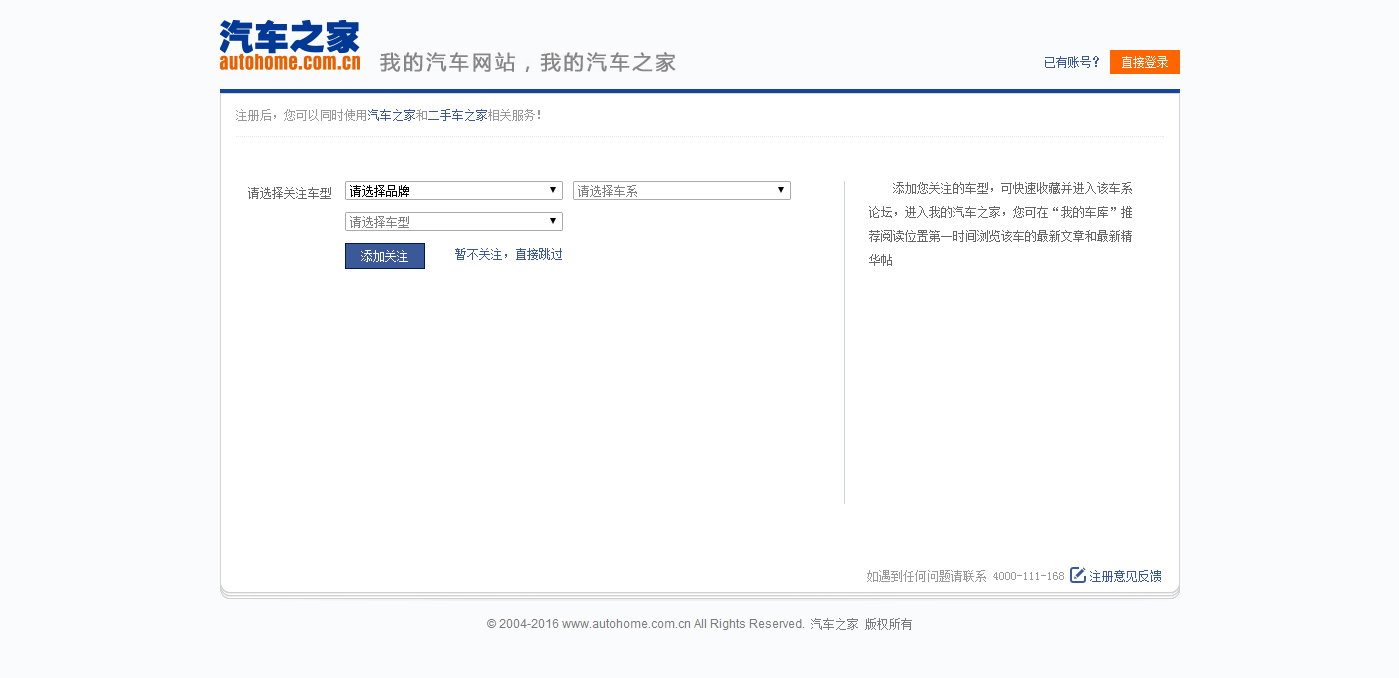 汽车之家
autohome.com.cn
我的汽车网站，我的汽车之家
已有账号？ 直接登录
注册后，您可以同时使用汽车之家和二手车之家相关服务！
请选择关注车型 请选择品牌 请选择车系
请选择车型
添加关注 暂不关注，直接跳过
添加您关注的车型，可快速收藏并进入该车系
论坛，进入我的汽车之家，您可在“我的车库”推
荐阅读位置第一时间浏览该车的最新文章和最新精
华帖
如遇到任何问题请联系 4000-111-168 注册意见反馈
© 2004-2016 www.autohome.com.cn All Rights Reserved. 汽车之家 版权所有